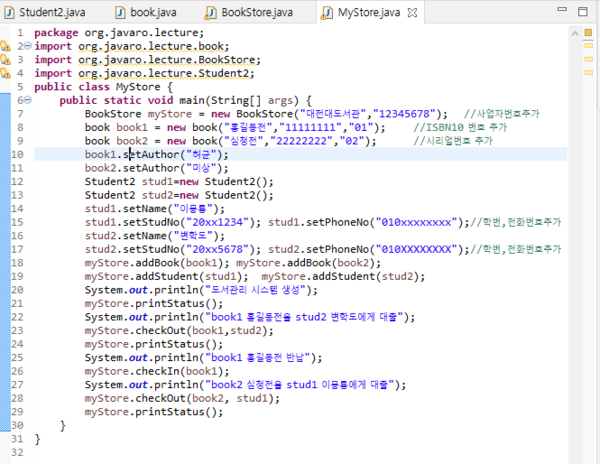 Student2.java book.java BookStore.java MyStore.java
1 package org.javaro.lecture;
2 import org.javaro.lecture.book;
3 import org.javaro.lecture.BookStore;
4 import org.javaro.lecture.Student2;
5 public class MyStore {
6 public static void main(String[] args) {
7 BookStore myStore = new BookStore("대전대도서관","12345678"); //사업자번호추가
8 book book1 = new book("홍길동전","11111111","01"); //ISBN10 번호 추가
9 book book2 = new book("심청전","22222222","02"); //시리얼번호 추가
10 book1.setAuthor("허균");
11 book2.setAuthor("미상");
12 Student2 stud1=new Student2();
13 Student2 stud2=new Student2();
14 stud1.setName("이몽룡");
15 stud1.setStudNo("20xx1234"); stud1.setPhoneNo("010xxxxxxxx");//학번,전화번호추가
16 stud2.setName("변학도");
17 stud2.setStudNo("20xx5678"); stud2.setPhoneNo("010XXXXXXXX");//학번,전화번호추가
18 myStore.addBook(book1); myStore.addBook(book2);
19 myStore.addStudent(stud1); myStore.addStudent(stud2);
20 System.out.println("도서관리 시스템 생성");
21 myStore.printStatus();
22 System.out.println("book1 홍길동전을 stud2 변학도에게 대출");
23 myStore.checkOut(book1,stud2);
24 myStore.printStatus();
25 System.out.println("book1 홍길동전 반납");
26 myStore.checkIn(book1);
27 System.out.println("book2 심청전을 stud1 이몽룡에게 대출");
28 myStore.checkOut(book2, stud1);
29 myStore.printStatus();
30 }
31 }
32